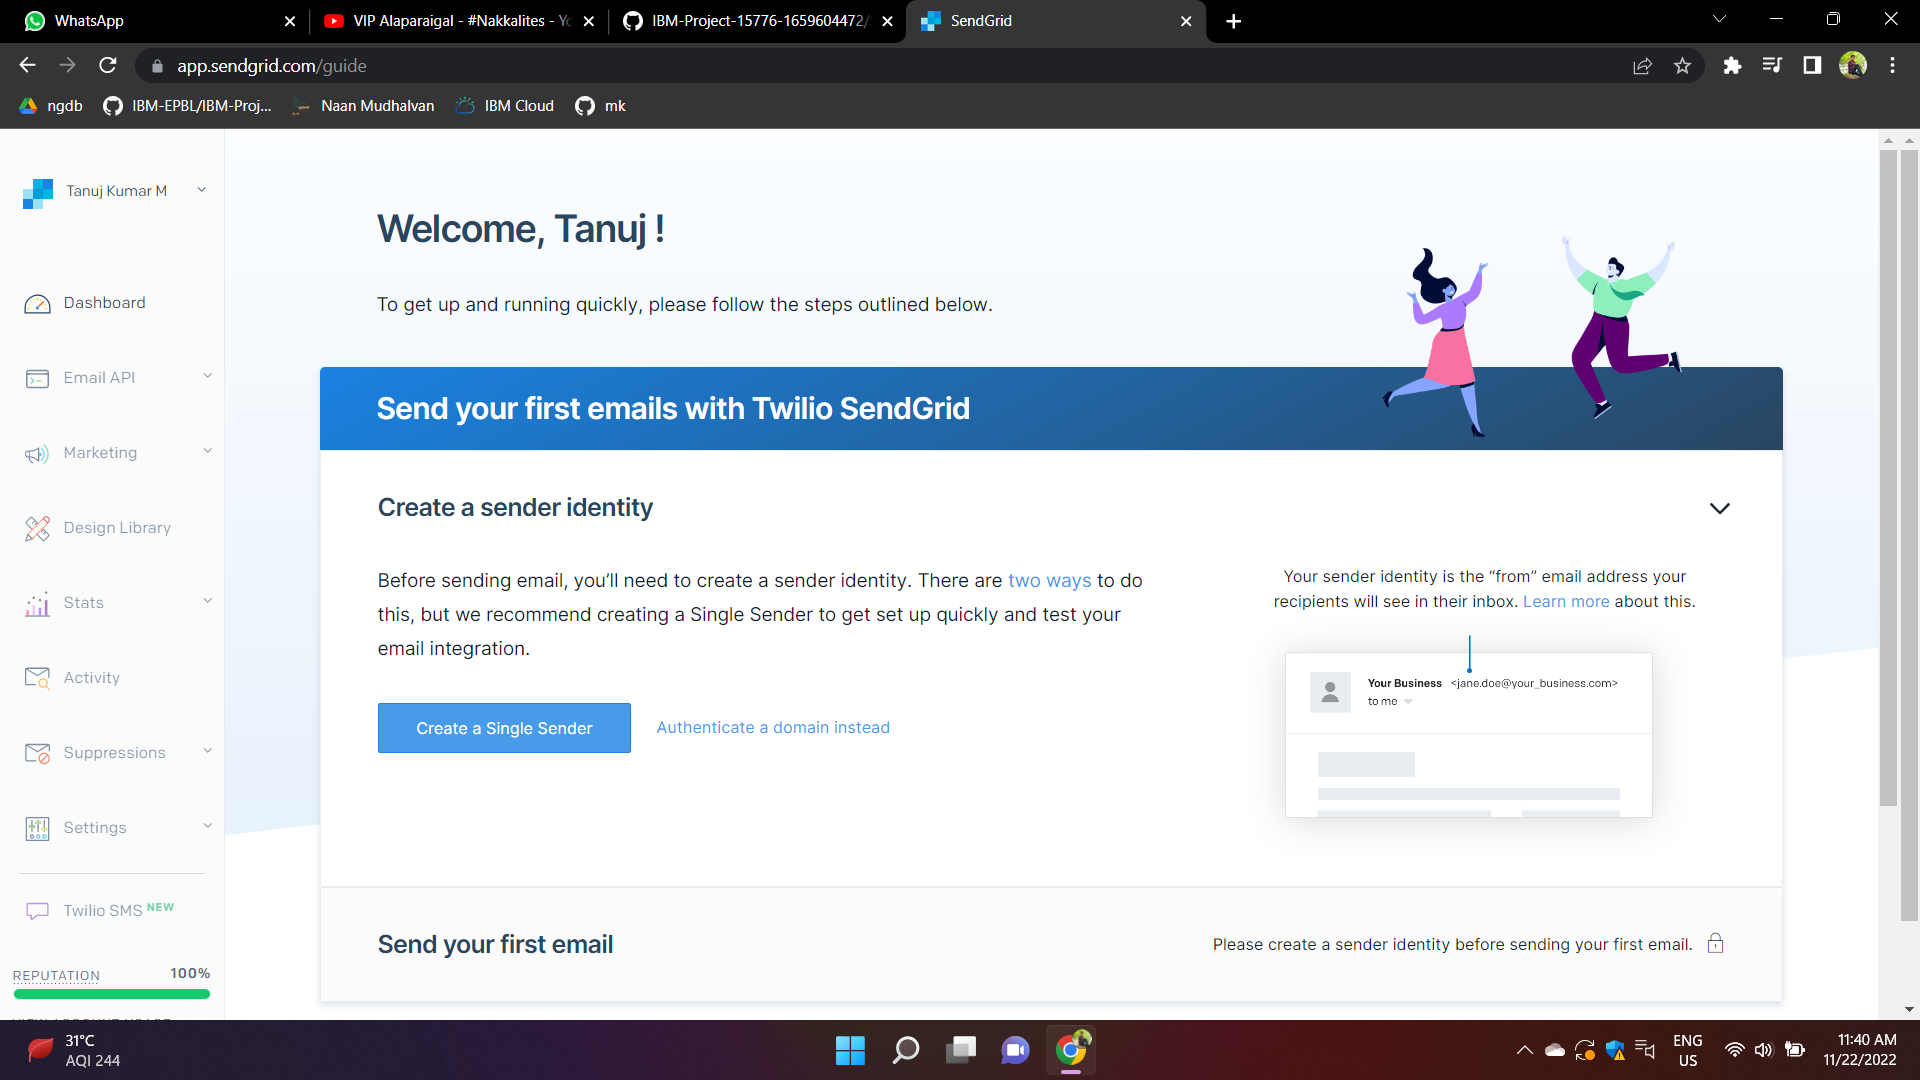 WhatsApp
VIP Alaparaigal - #Nakkalites - Yo
IBM-Project-15776-1659604472/
SendGrid
app.sendgrid.com/guide
ngdb
IBM-EPBL/IBM-Proj...
Naan Mudhalvan
IBM Cloud
mk
Tanuj Kumar M
Dashboard
Email API
Marketing
Design Library
Stats
Activity
Suppressions
Settings
Twilio SMS NEW
REPUTATION 100%
Welcome, Tanuj !
To get up and running quickly, please follow the steps outlined below.
Send your first emails with Twilio SendGrid
Create a sender identity
Before sending email, you’ll need to create a sender identity. There are two ways to do
this, but we recommend creating a Single Sender to get set up quickly and test your
email integration.
Create a Single Sender
Authenticate a domain instead
Your sender identity is the “from” email address your
recipients will see in their inbox. Learn more about this.
Your Business <jane.doe@your_business.com>
to me
Send your first email
Please create a sender identity before sending your first email.
31°C
AQI 244
ENG
US
11:40 AM
11/22/2022